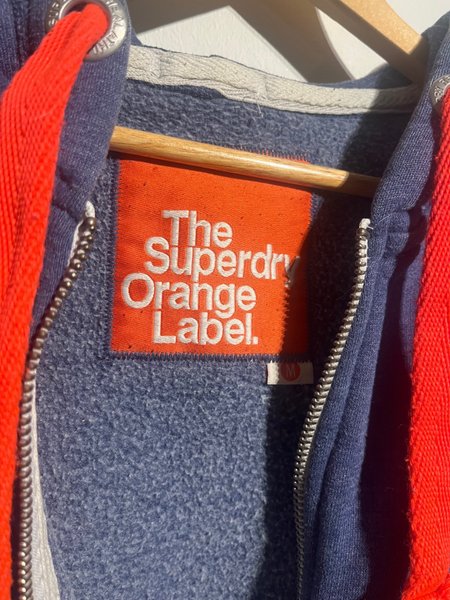 The
Superdry
Orange
Label.
M